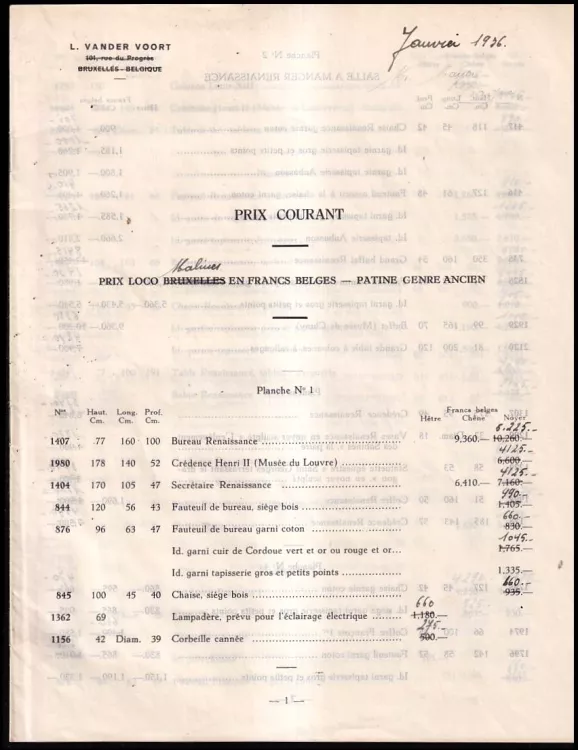 L. VANDER VOORT
101, rue du Progrès
BRUXELLES - BELGIQUE
Janvier 1936.
PRIX COURANT
Malines
PRIX LOCO BRUXELLES EN FRANCS BELGES — PATINE GENRE ANCIEN
Planche N° 1
Nos Haut. Cm. Long. Cm. Prof. Cm. Hêtre Francs belges Chêne Noyer
8.225.-
1407 77 160 100 Bureau Renaissance 9.360.— 10.260.—
4125.-
1980 178 140 52 Crédence Henri II (Musée du Louvre) 6.600.—
4125.-
1404 170 105 47 Secrétaire Renaissance 6.410.— 7.160.—
990.-
844 120 56 43 Fauteuil de bureau, siège bois 1.405.—
660.-
876 96 63 47 Fauteuil de bureau garni coton 830.—
1045.-
Id. garni cuir de Cordoue vert et or ou rouge et or... 1.765.—
Id. garni tapisserie gros et petits points 1.335.—
660.-
845 100 45 40 Chaise, siège bois 935.—
660
1362 69 Lampadère, prévu pour l'éclairage électrique 1.180.—
275.-
1156 42 Diam. 39 Corbeille cannée 500.—
— 1 —